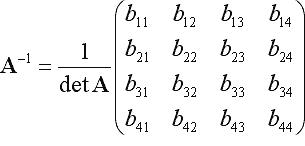 A⁻¹ = 1 / det A
b₁₁ b₁₂ b₁₃ b₁₄
b₂₁ b₂₂ b₂₃ b₂₄
b₃₁ b₃₂ b₃₃ b₃₄
b₄₁ b₄₂ b₄₃ b₄₄